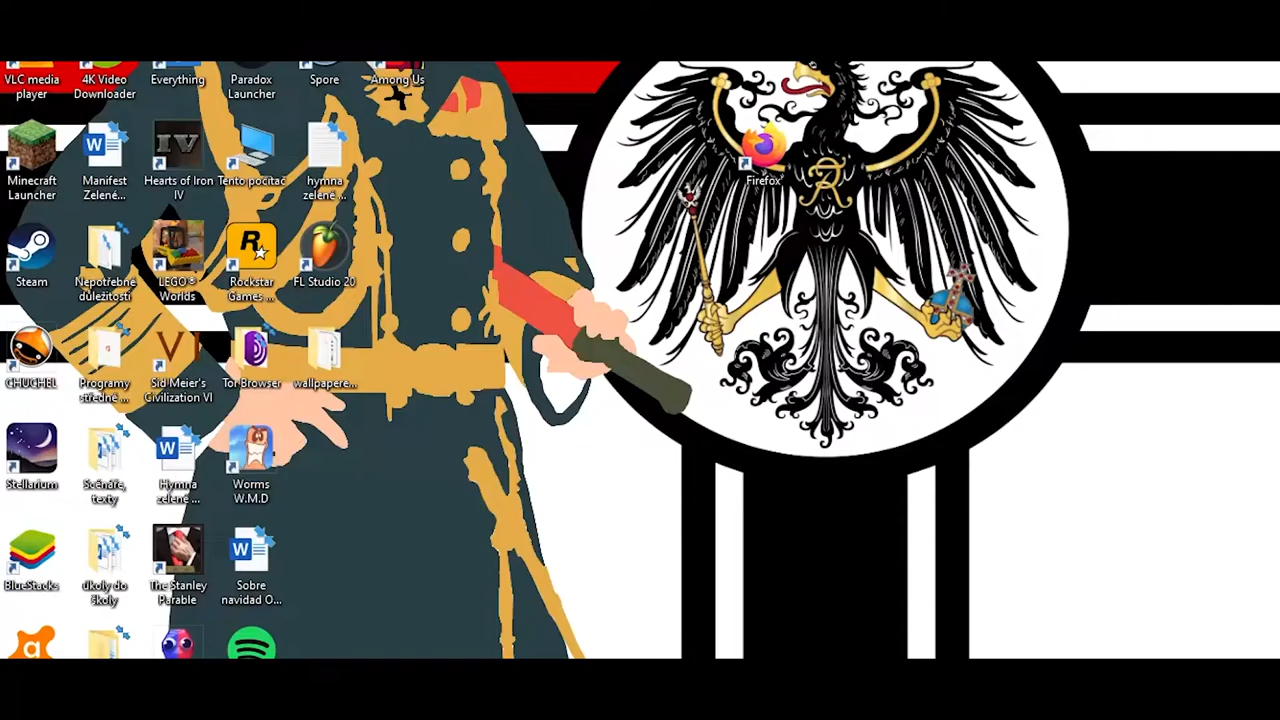 VLC media
player
4K Video
Downloader
Everything
Paradox
Launcher
Spore
Among Us
Minecraft
Launcher
Manifest
Zelené...
IV
Hearts of Iron
IV
Tento počítač
hymna
zelené ...
Firefox
Steam
Nepotřebné
důležitosti
LEGO®
Worlds
R
Rockstar
Games ...
FL Studio 20
CHUCHEL
Programy
střední ...
VI
Sid Meier's
Civilization VI
Tor Browser
wallpapere...
Stellarium
Scénáře,
texty
W
Hymna
zelené ...
Worms
W.M.D
BlueStacks
úkoly do
školy
The Stanley
Parable
W
Sobre
navidad O...